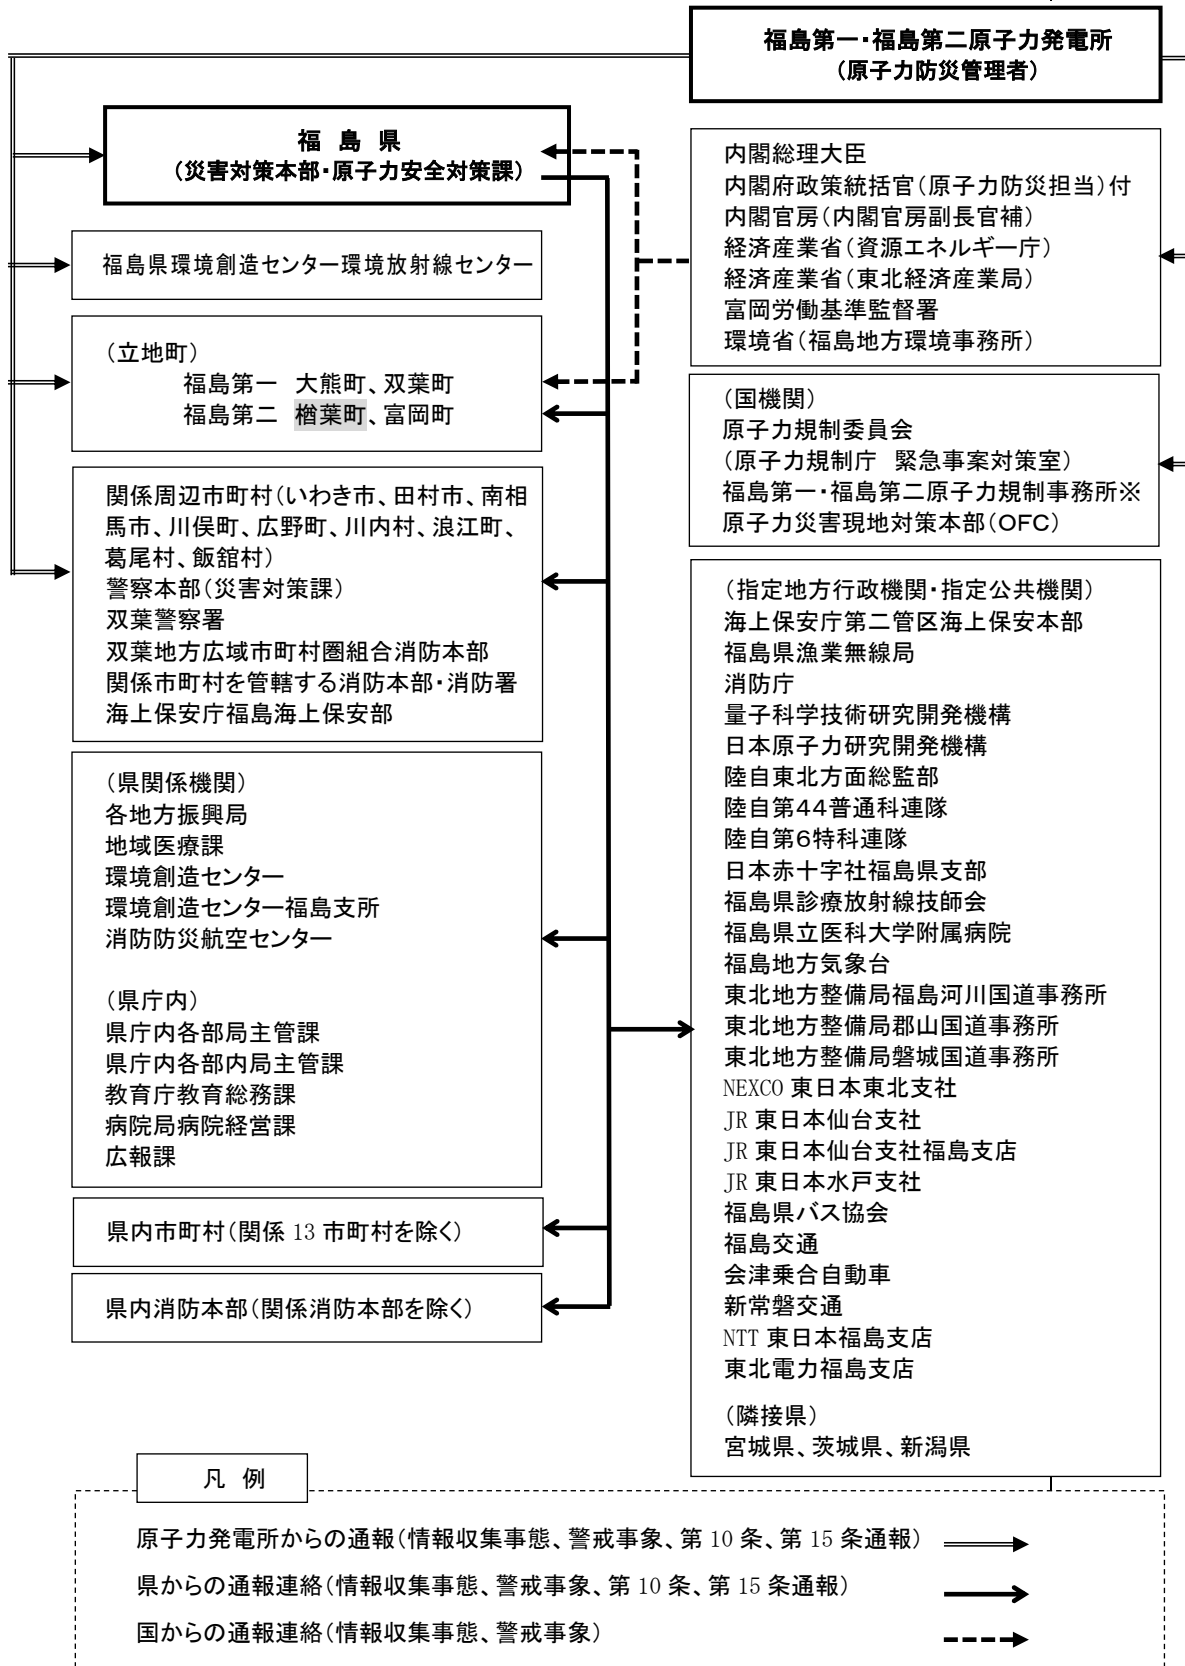 福島第一・福島第二原子力発電所
(原子力防災管理者)
福 島 県
(災害対策本部・原子力安全対策課)
福島県環境創造センター環境放射線センター
(立地町)
福島第一 大熊町、双葉町
福島第二 楢葉町、富岡町
関係周辺市町村(いわき市、田村市、南相
馬市、川俣町、広野町、川内村、浪江町、
葛尾村、飯舘村)
警察本部(災害対策課)
双葉警察署
双葉地方広域市町村圏組合消防本部
関係市町村を管轄する消防本部・消防署
海上保安庁福島海上保安部
(県関係機関)
各地方振興局
地域医療課
環境創造センター
環境創造センター福島支所
消防防災航空センター
(県庁内)
県庁内各部局主管課
県庁内各部内局主管課
教育庁教育総務課
病院局病院経営課
広報課
県内市町村(関係 13 市町村を除く)
県内消防本部(関係消防本部を除く)
内閣総理大臣
内閣府政策統括官(原子力防災担当)付
内閣官房(内閣官房副長官補)
経済産業省(資源エネルギー庁)
経済産業省(東北経済産業局)
富岡労働基準監督署
環境省(福島地方環境事務所)
(国機関)
原子力規制委員会
(原子力規制庁 緊急事案対策室)
福島第一・福島第二原子力規制事務所※
原子力災害現地対策本部(OFC)
(指定地方行政機関・指定公共機関)
海上保安庁第二管区海上保安本部
福島県漁業無線局
消防庁
量子科学技術研究開発機構
日本原子力研究開発機構
陸自東北方面総監部
陸自第44普通科連隊
陸自第6特科連隊
日本赤十字社福島県支部
福島県診療放射線技師会
福島県立医科大学附属病院
福島地方気象台
東北地方整備局福島河川国道事務所
東北地方整備局郡山国道事務所
東北地方整備局磐城国道事務所
NEXCO 東日本東北支社
JR 東日本仙台支社
JR 東日本仙台支社福島支店
JR 東日本水戸支社
福島県バス協会
福島交通
会津乗合自動車
新常磐交通
NTT 東日本福島支店
東北電力福島支店
(隣接県)
宮城県、茨城県、新潟県
凡 例
原子力発電所からの通報(情報収集事態、警戒事象、第 10 条、第 15 条通報)
県からの通報連絡(情報収集事態、警戒事象、第 10 条、第 15 条通報)
国からの通報連絡(情報収集事態、警戒事象)